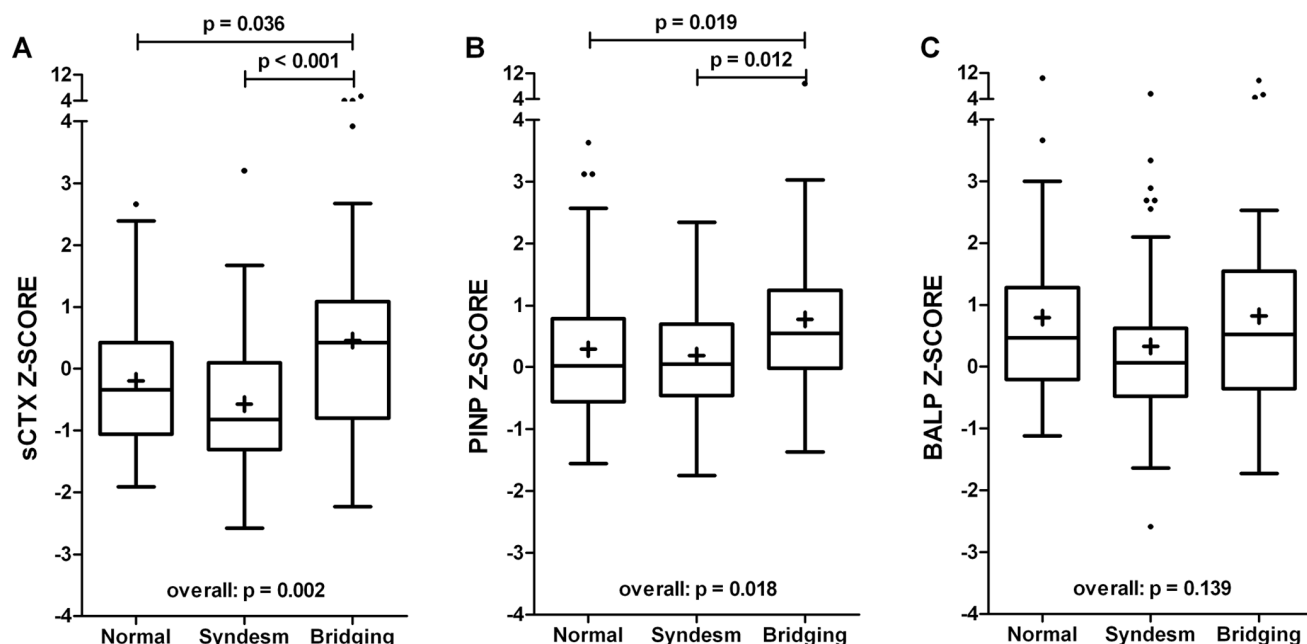 A
p = 0.036
p < 0.001
12
4
4
3
2
1
0
-1
-2
-3
-4
sCTX Z-SCORE
overall: p = 0.002
Normal Syndesm Bridging
B
p = 0.019
p = 0.012
12
4
4
3
2
1
0
-1
-2
-3
-4
PINP Z-SCORE
overall: p = 0.018
Normal Syndesm Bridging
C
12
4
4
3
2
1
0
-1
-2
-3
-4
BALP Z-SCORE
overall: p = 0.139
Normal Syndesm Bridging